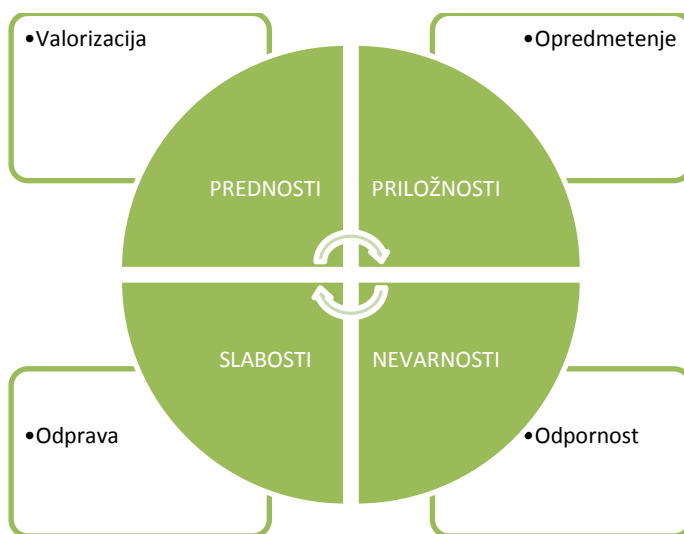 •Valorizacija
•Opredmetenje
PREDNOSTI
PRILOŽNOSTI
SLABOSTI
NEVARNOSTI
•Odprava
•Odpornost